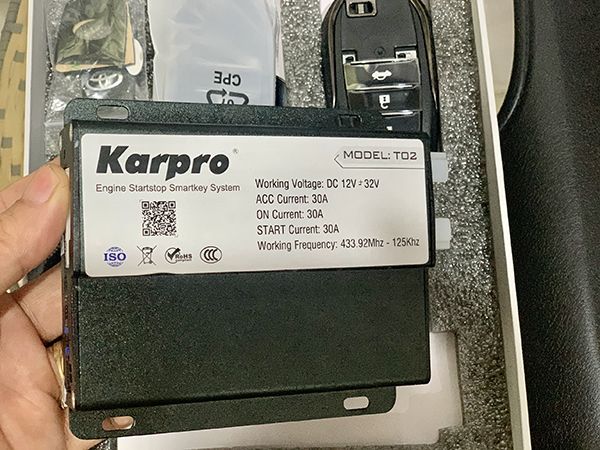 CPE
Karpro®
MODEL: T02
Engine Startstop Smartkey System
Working Voltage: DC 12V ÷ 32V
ACC Current: 30A
ON Current: 30A
START Current: 30A
Working Frequency: 433.92Mhz - 125Khz
ISO
RoHS
CCC